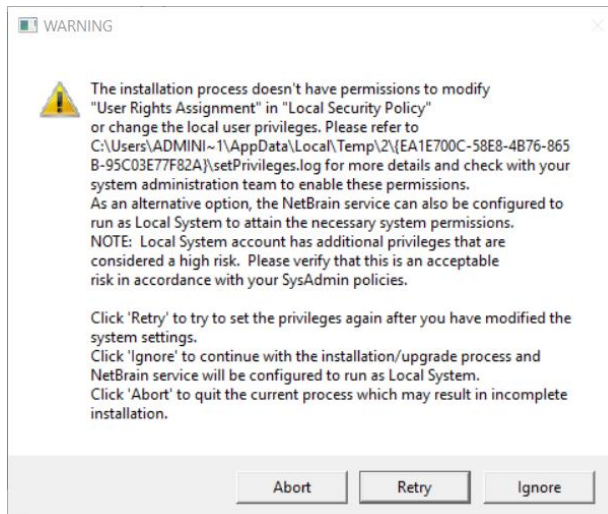 WARNING
The installation process doesn't have permissions to modify
"User Rights Assignment" in "Local Security Policy"
or change the local user privileges. Please refer to
C:\Users\ADMINI~1\AppData\Local\Temp\2\{EA1E700C-58E8-4B76-865
B-95C03E77F82A}\setPrivileges.log for more details and check with your
system administration team to enable these permissions.
As an alternative option, the NetBrain service can also be configured to
run as Local System to attain the necessary system permissions.
NOTE:  Local System account has additional privileges that are
considered a high risk.  Please verify that this is an acceptable
risk in accordance with your SysAdmin policies.
Click 'Retry' to try to set the privileges again after you have modified the
system settings.
Click 'Ignore' to continue with the installation/upgrade process and
NetBrain service will be configured to run as Local System.
Click 'Abort' to quit the current process which may result in incomplete
installation.
Abort Retry Ignore